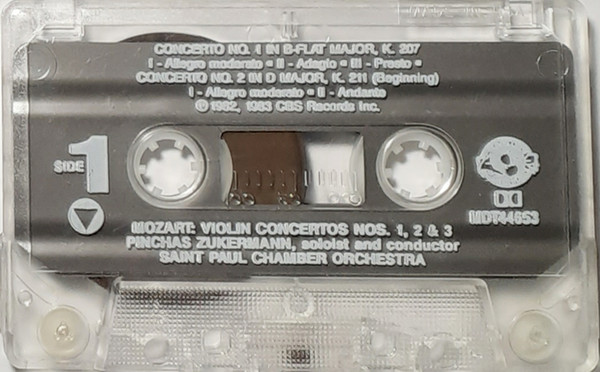 CONCERTO NO. 1 IN B-FLAT MAJOR, K. 207
I - Allegro moderato • II - Adagio • III - Presto •
CONCERTO NO. 2 IN D MAJOR, K. 211 (Beginning)
I - Allegro moderato • II - Andante
℗ 1982, 1983 CBS Records Inc.
SIDE 1
MDT44653
MOZART: VIOLIN CONCERTOS NOS. 1, 2 & 3
PINCHAS ZUKERMANN, soloist and conductor
SAINT PAUL CHAMBER ORCHESTRA